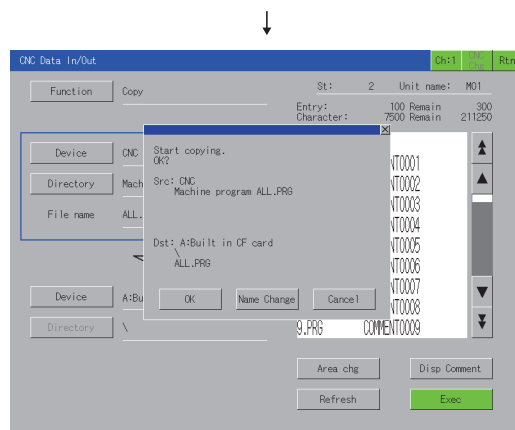 CNC Data In/Out
Ch:1
CNC Chg
Rtn
Function
Copy
St: 2 Unit name: M01
Entry: 100 Remain 300
Character: 7500 Remain 211250
Device
CNC
Directory
Mach
File name
ALL.
Start copying.
OK?
Src: CNC
Machine program ALL.PRG
Dst: A:Built in CF card
\
ALL.PRG
OK
Name Change
Cancel
NT0001
NT0002
NT0003
NT0004
NT0005
NT0006
NT0007
NT0008
9.PRG COMMENT0009
Device
A:Bu
Directory
\
Area chg
Disp Comment
Refresh
Exec